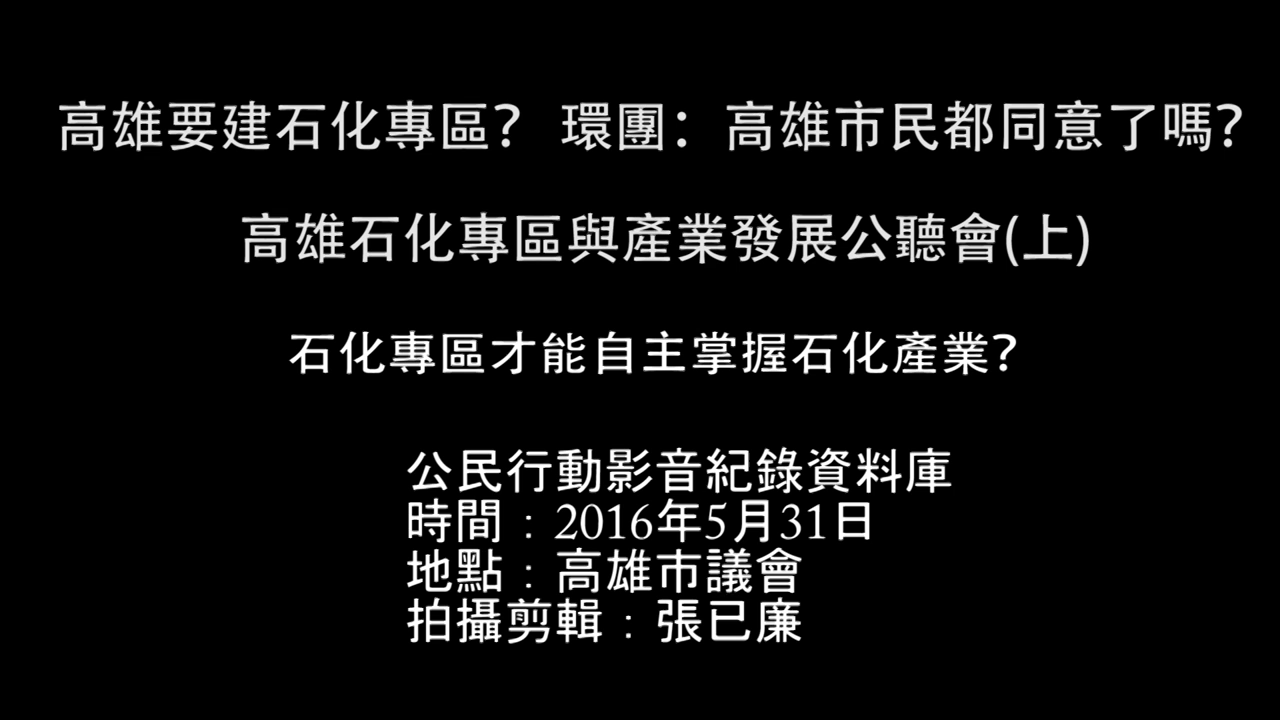 高雄要建石化專區? 環團：高雄市民都同意了嗎?
高雄石化專區與產業發展公聽會(上)
石化專區才能自主掌握石化產業?
公民行動影音紀錄資料庫
時間：2016年5月31日
地點：高雄市議會
拍攝剪輯：張已廉